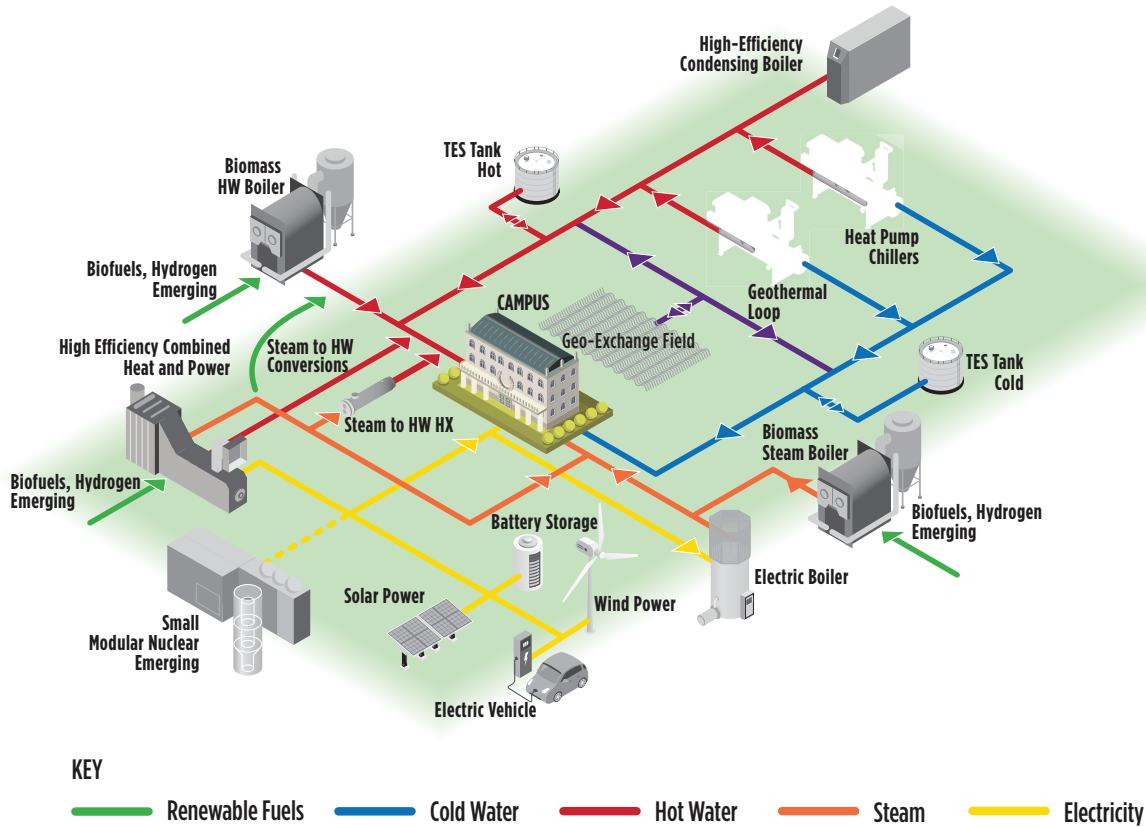 High-Efficiency
Condensing Boiler
TES Tank
Hot
Biomass
HW Boiler
Heat Pump
Chillers
Biofuels, Hydrogen
Emerging
Geothermal
Loop
CAMPUS
Geo-Exchange Field
High Efficiency Combined
Heat and Power
Steam to HW
Conversions
TES Tank
Cold
Steam to HW HX
Biomass
Steam Boiler
Biofuels, Hydrogen
Emerging
Battery Storage
Biofuels, Hydrogen
Emerging
Electric Boiler
Solar Power
Wind Power
Small
Modular Nuclear
Emerging
Electric Vehicle
KEY
Renewable Fuels
Cold Water
Hot Water
Steam
Electricity